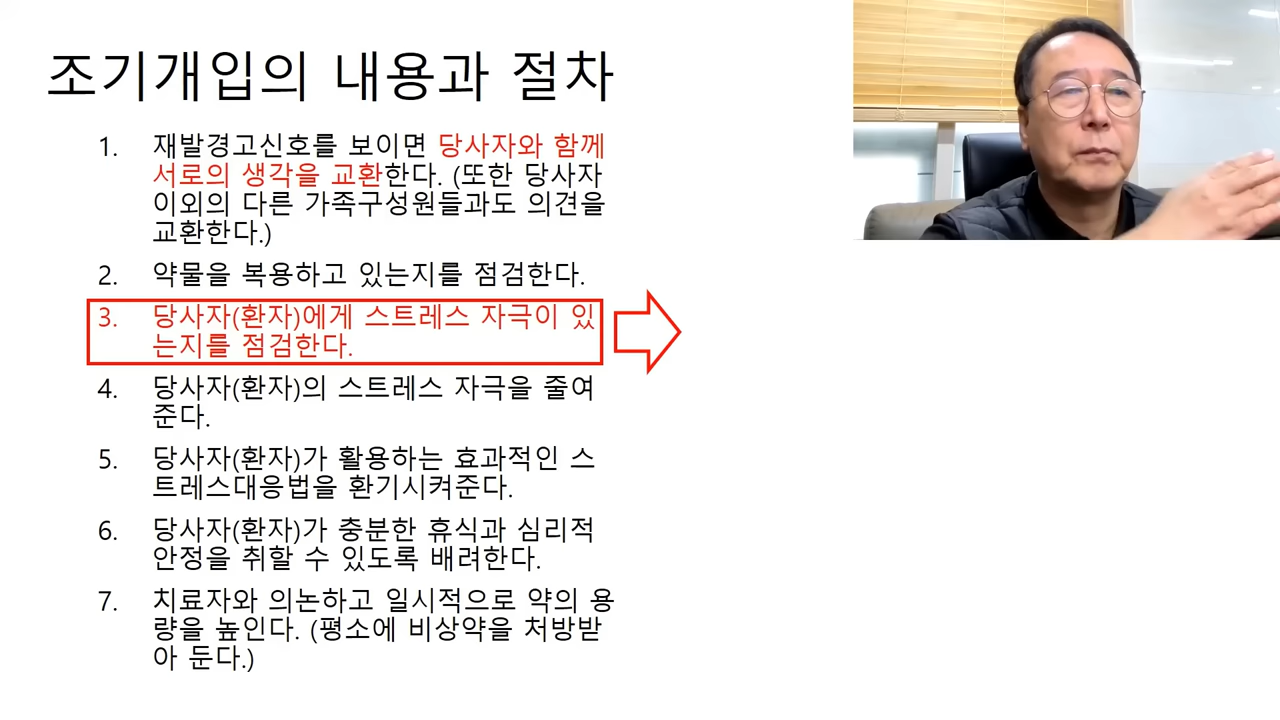 조기개입의 내용과 절차
1. 재발경고신호를 보이면 당사자와 함께
서로의 생각을 교환한다. (또한 당사자
이외의 다른 가족구성원들과도 의견을
교환한다.)
2. 약물을 복용하고 있는지를 점검한다.
3. 당사자(환자)에게 스트레스 자극이 있
는지를 점검한다.
4. 당사자(환자)의 스트레스 자극을 줄여
준다.
5. 당사자(환자)가 활용하는 효과적인 스
트레스대응법을 환기시켜준다.
6. 당사자(환자)가 충분한 휴식과 심리적
안정을 취할 수 있도록 배려한다.
7. 치료자와 의논하고 일시적으로 약의 용
량을 높인다. (평소에 비상약을 처방받
아 둔다.)